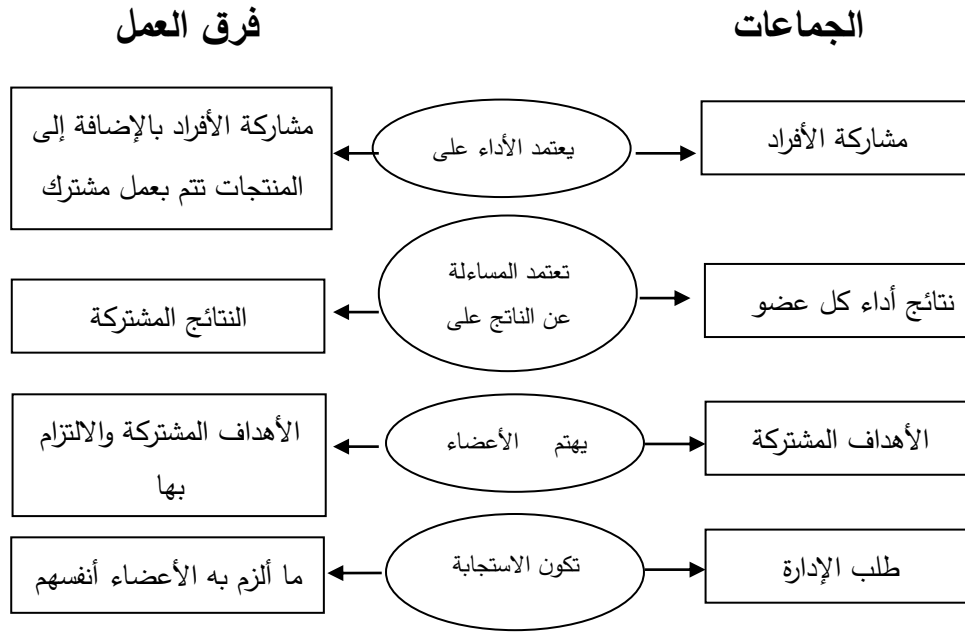 الجماعات
فرق العمل
مشاركة الأفراد
يعتمد الأداء على
مشاركة الأفراد بالإضافة إلى
المنتجات تتم بعمل مشترك
نتائج أداء كل عضو
تعتمد المساءلة
عن الناتج على
النتائج المشتركة
الأهداف المشتركة
يهتم الأعضاء
الأهداف المشتركة والالتزام
بها
طلب الإدارة
تكون الاستجابة
ما ألزم به الأعضاء أنفسهم